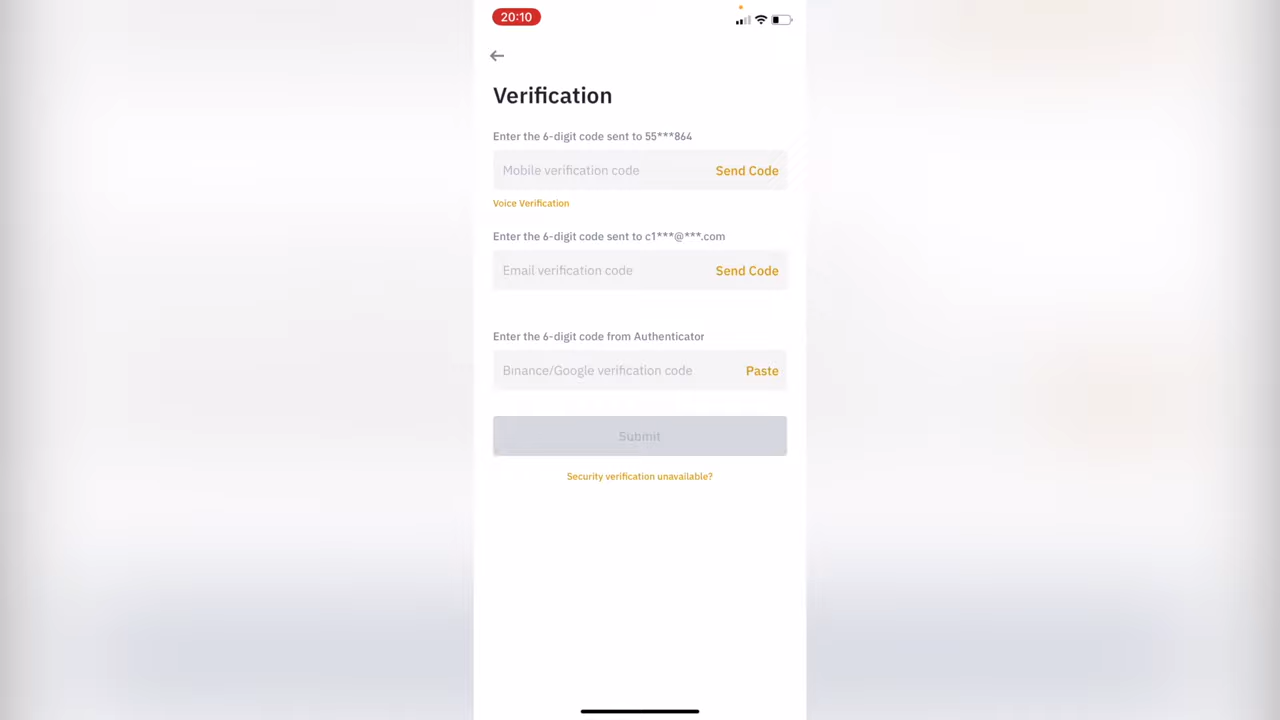 20:10
Verification
Enter the 6-digit code sent to 55***864
Mobile verification code
Send Code
Voice Verification
Enter the 6-digit code sent to c1***@***.com
Email verification code
Send Code
Enter the 6-digit code from Authenticator
Binance/Google verification code
Paste
Submit
Security verification unavailable?